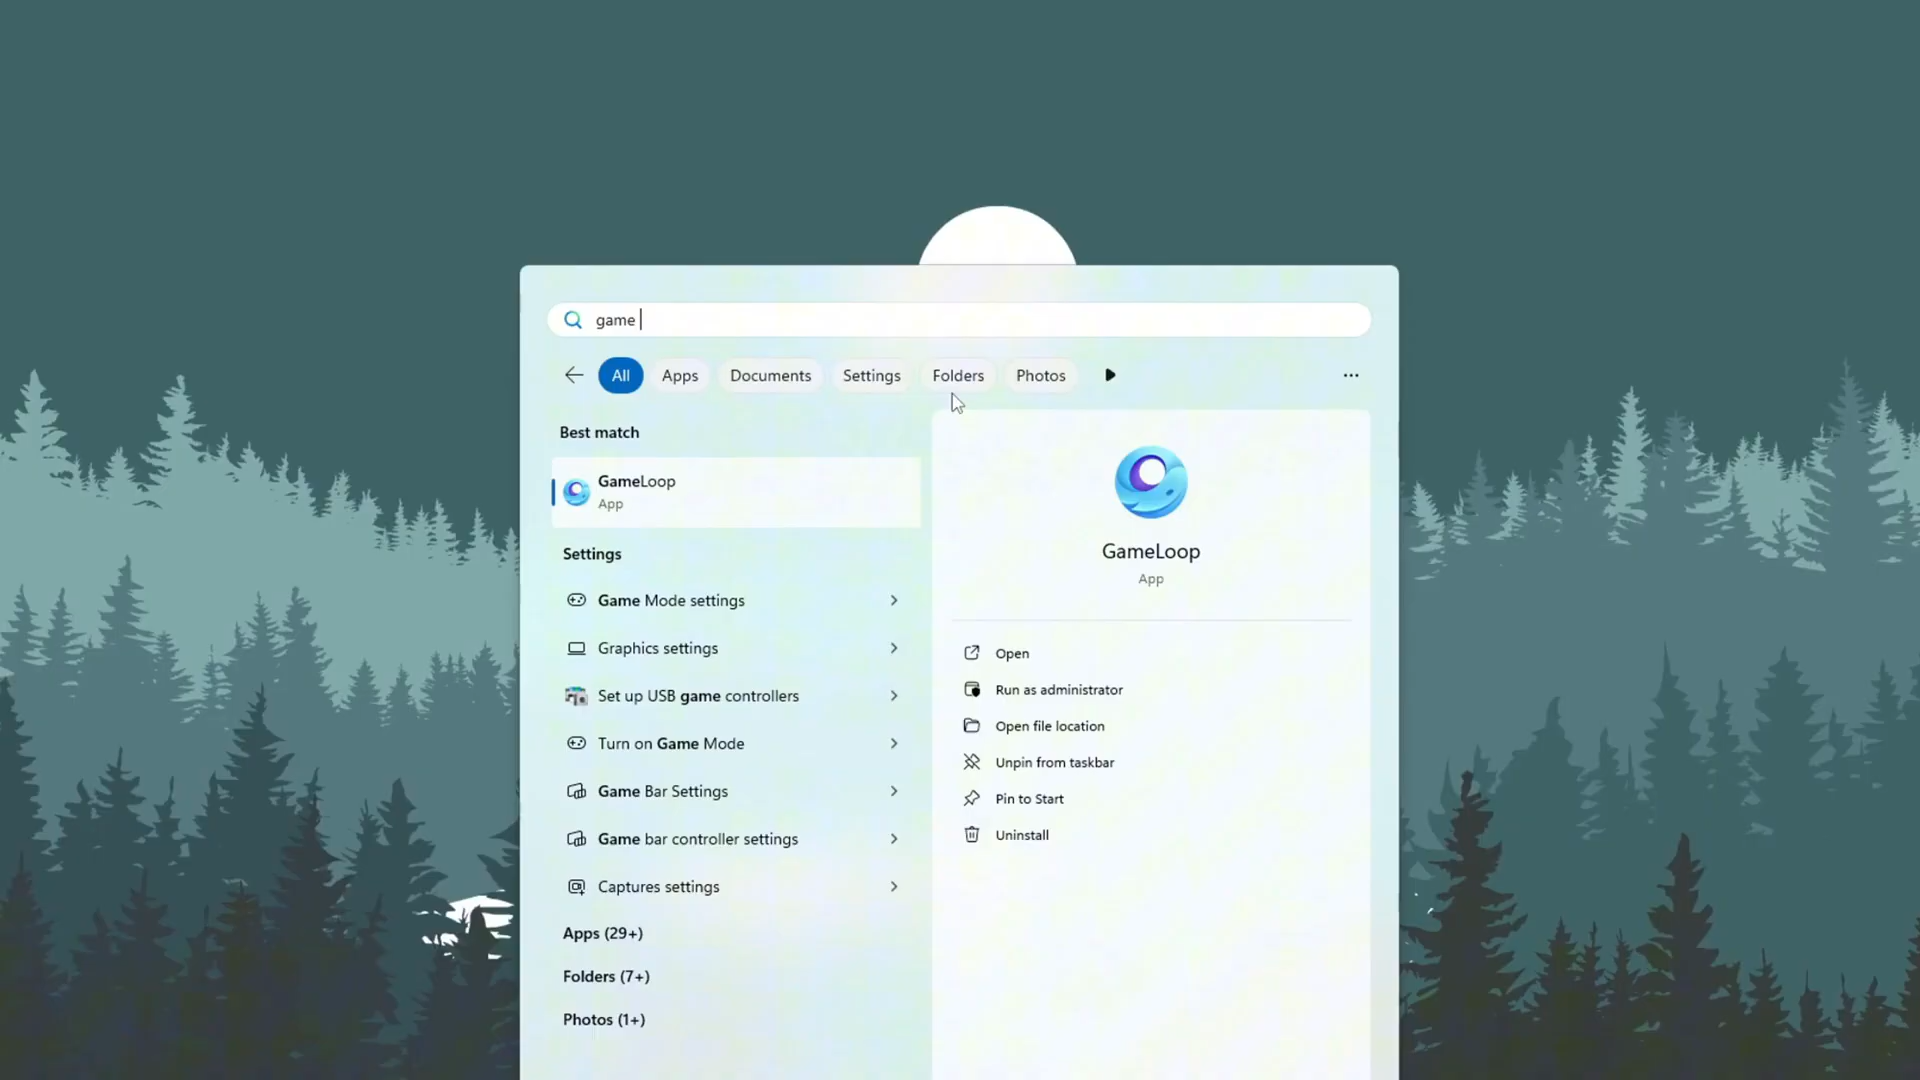 game
All Apps Documents Settings Folders Photos
Best match
GameLoop
App
Settings
Game Mode settings
Graphics settings
Set up USB game controllers
Turn on Game Mode
Game Bar Settings
Game bar controller settings
Captures settings
Apps (29+)
Folders (7+)
Photos (1+)
GameLoop
App
Open
Run as administrator
Open file location
Unpin from taskbar
Pin to Start
Uninstall